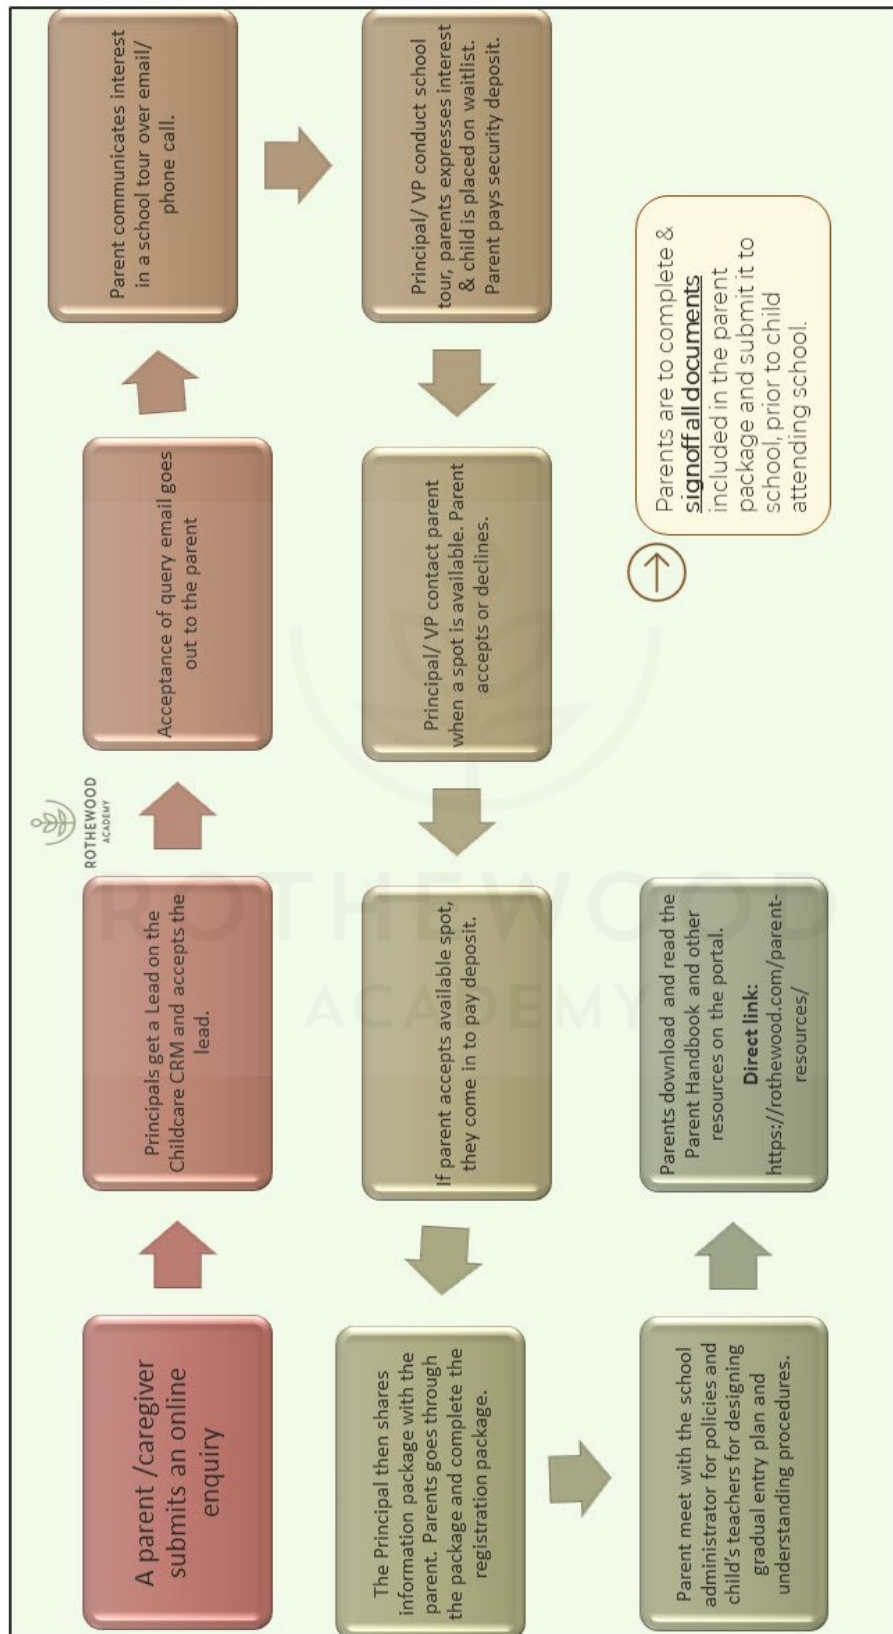 ROTHEWOOD
ACADEMY
A parent /caregiver
submits an online
enquiry
Principals get a Lead on the
Childcare CRM and accepts the
lead.
Acceptance of query email goes
out to the parent
Parent communicates interest
in a school tour over email/
phone call.
Principal/ VP conduct school
tour, parents expresses interest
& child is placed on waitlist.
Parent pays security deposit.
Principal/ VP contact parent
when a spot is available. Parent
accepts or declines.
If parent accepts available spot,
they come in to pay deposit.
The Principal then shares
information package with the
parent. Parents goes through
the package and complete the
registration package.
Parent meet with the school
administrator for policies and
child's teachers for designing
gradual entry plan and
understanding procedures.
Parents download and read the
Parent Handbook and other
resources on the portal.
Direct link:
https://rothewood.com/parent-
resources/
Parents are to complete &
signoff all documents
included in the parent
package and submit it to
school, prior to child
attending school.
ROTHEWOOD
ACADEMY